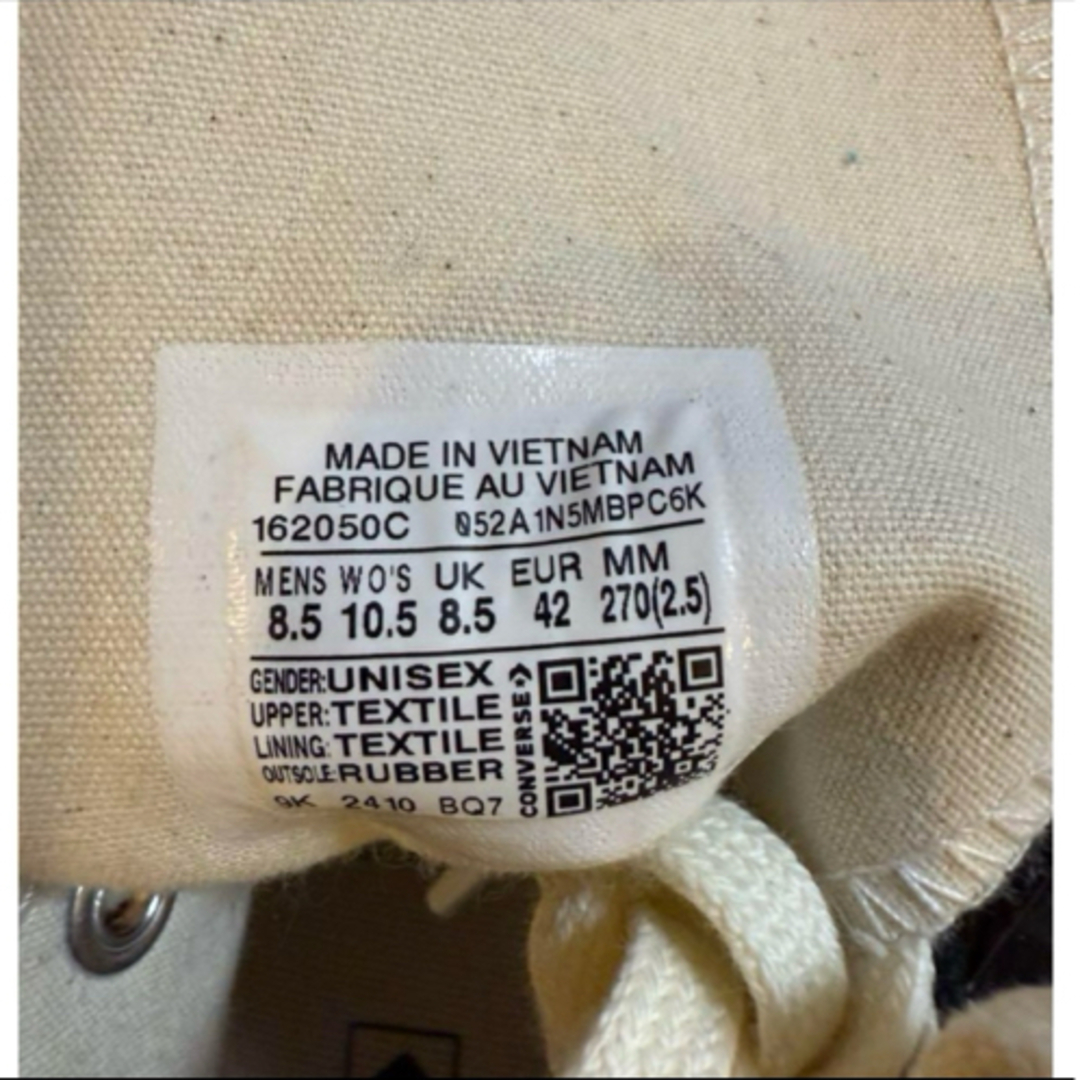 MADE IN VIETNAM
FABRIQUE AU VIETNAM
162050C 052A1N5MBPC6K
MENS WO'S UK EUR MM
8.5 10.5 8.5 42 270(2.5)
GENDER:UNISEX
UPPER:TEXTILE
LINING:TEXTILE
OUTSOLE:RUBBER
9K 2410 BQ7
CONVERSE